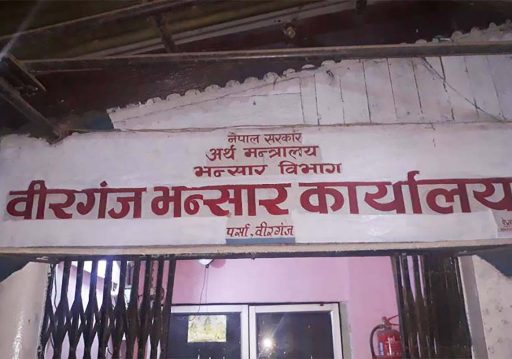 नेपाल सरकार
अर्थ मन्त्रालय
भन्सार विभाग
वीरगंज भन्सार कार्यालय
पर्सा, वीरगंज